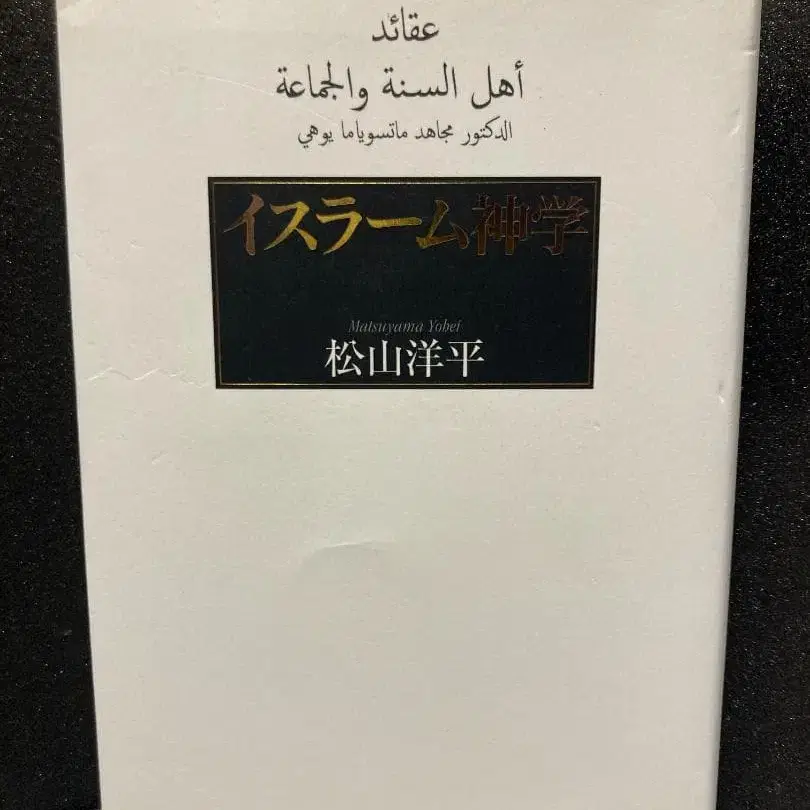 عقائد
أهل السنة والجماعة
الدكتور مجاهد ماتسوياما يوهي
イスラーム神学
Matsuyama Yohei
松山洋平